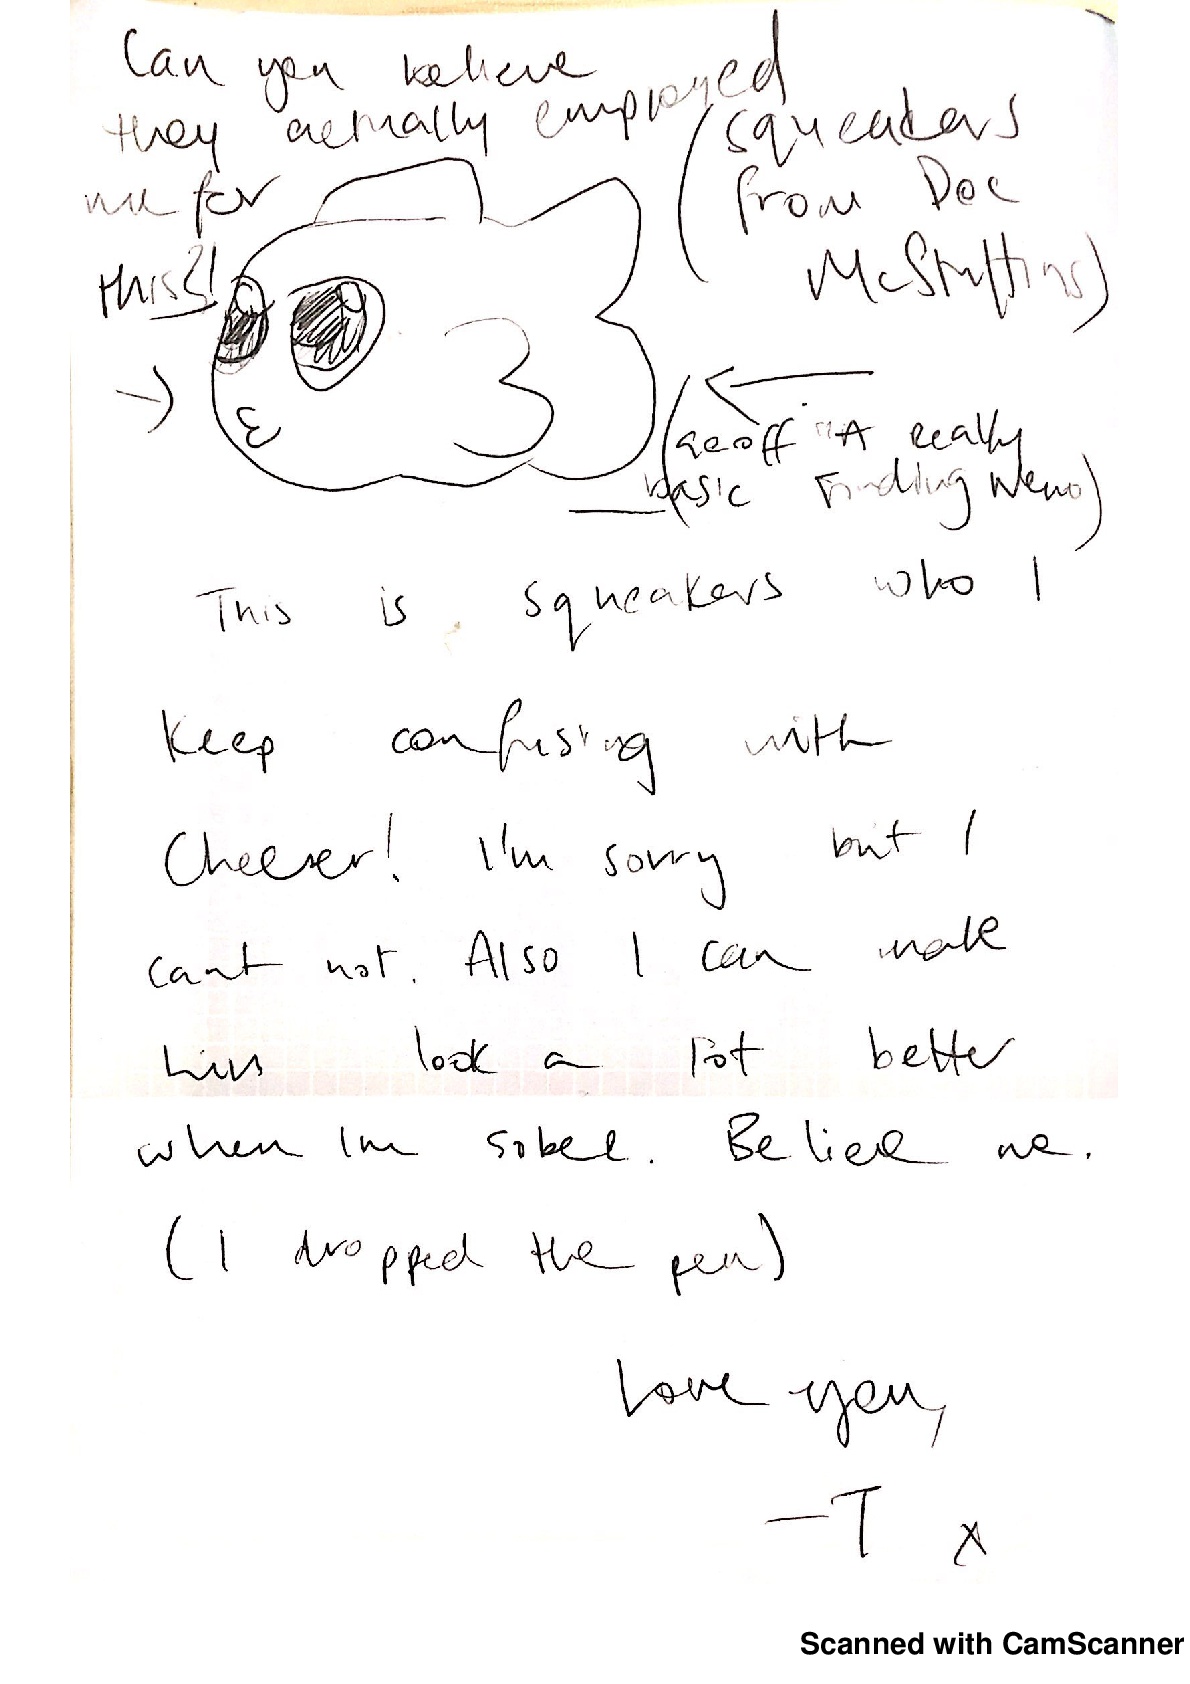 Can you believe
they actually employed
me for
this?!
(squeakers
from Doc
McStuffins)
(Geoff "A really
basic Finding Nemo)
This is squeakers who I
Keep confusing with
Cheezer! I'm sorry but I
cant not. Also I can make
him look a lot better
when Im sober. Believe me.
(I dropped the pen)
Love you,
-T x
Scanned with CamScanner